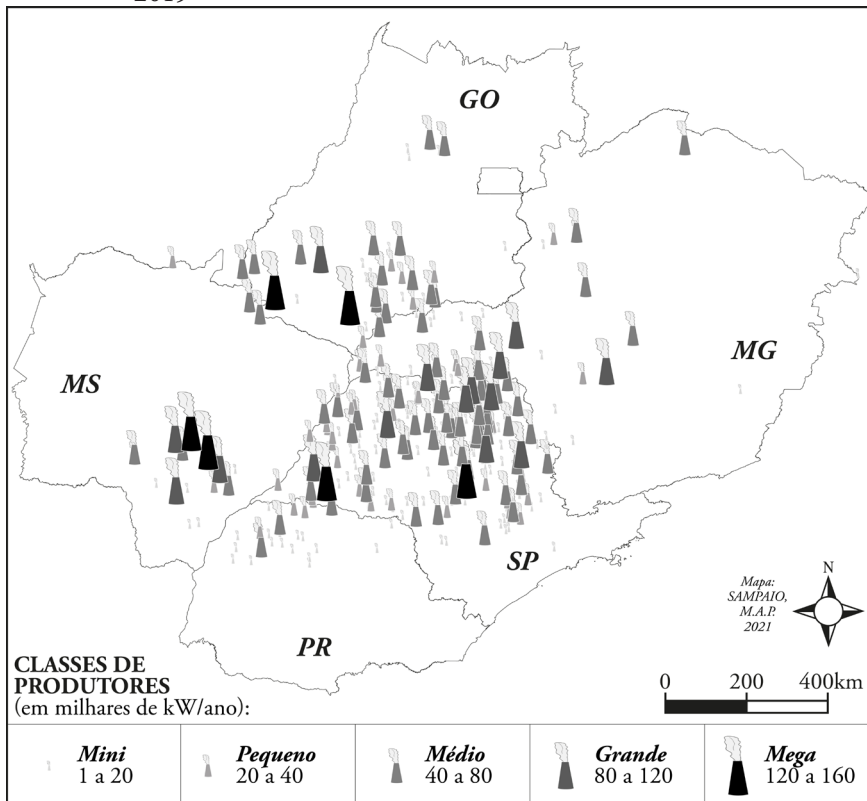 2019
GO
MS
MG
SP
PR
Mapa:
SAMPAIO,
M.A.P.
2021
N
0 200 400km
CLASSES DE
PRODUTORES
(em milhares de kW/ano):
Mini
1 a 20
Pequeno
20 a 40
Médio
40 a 80
Grande
80 a 120
Mega
120 a 160